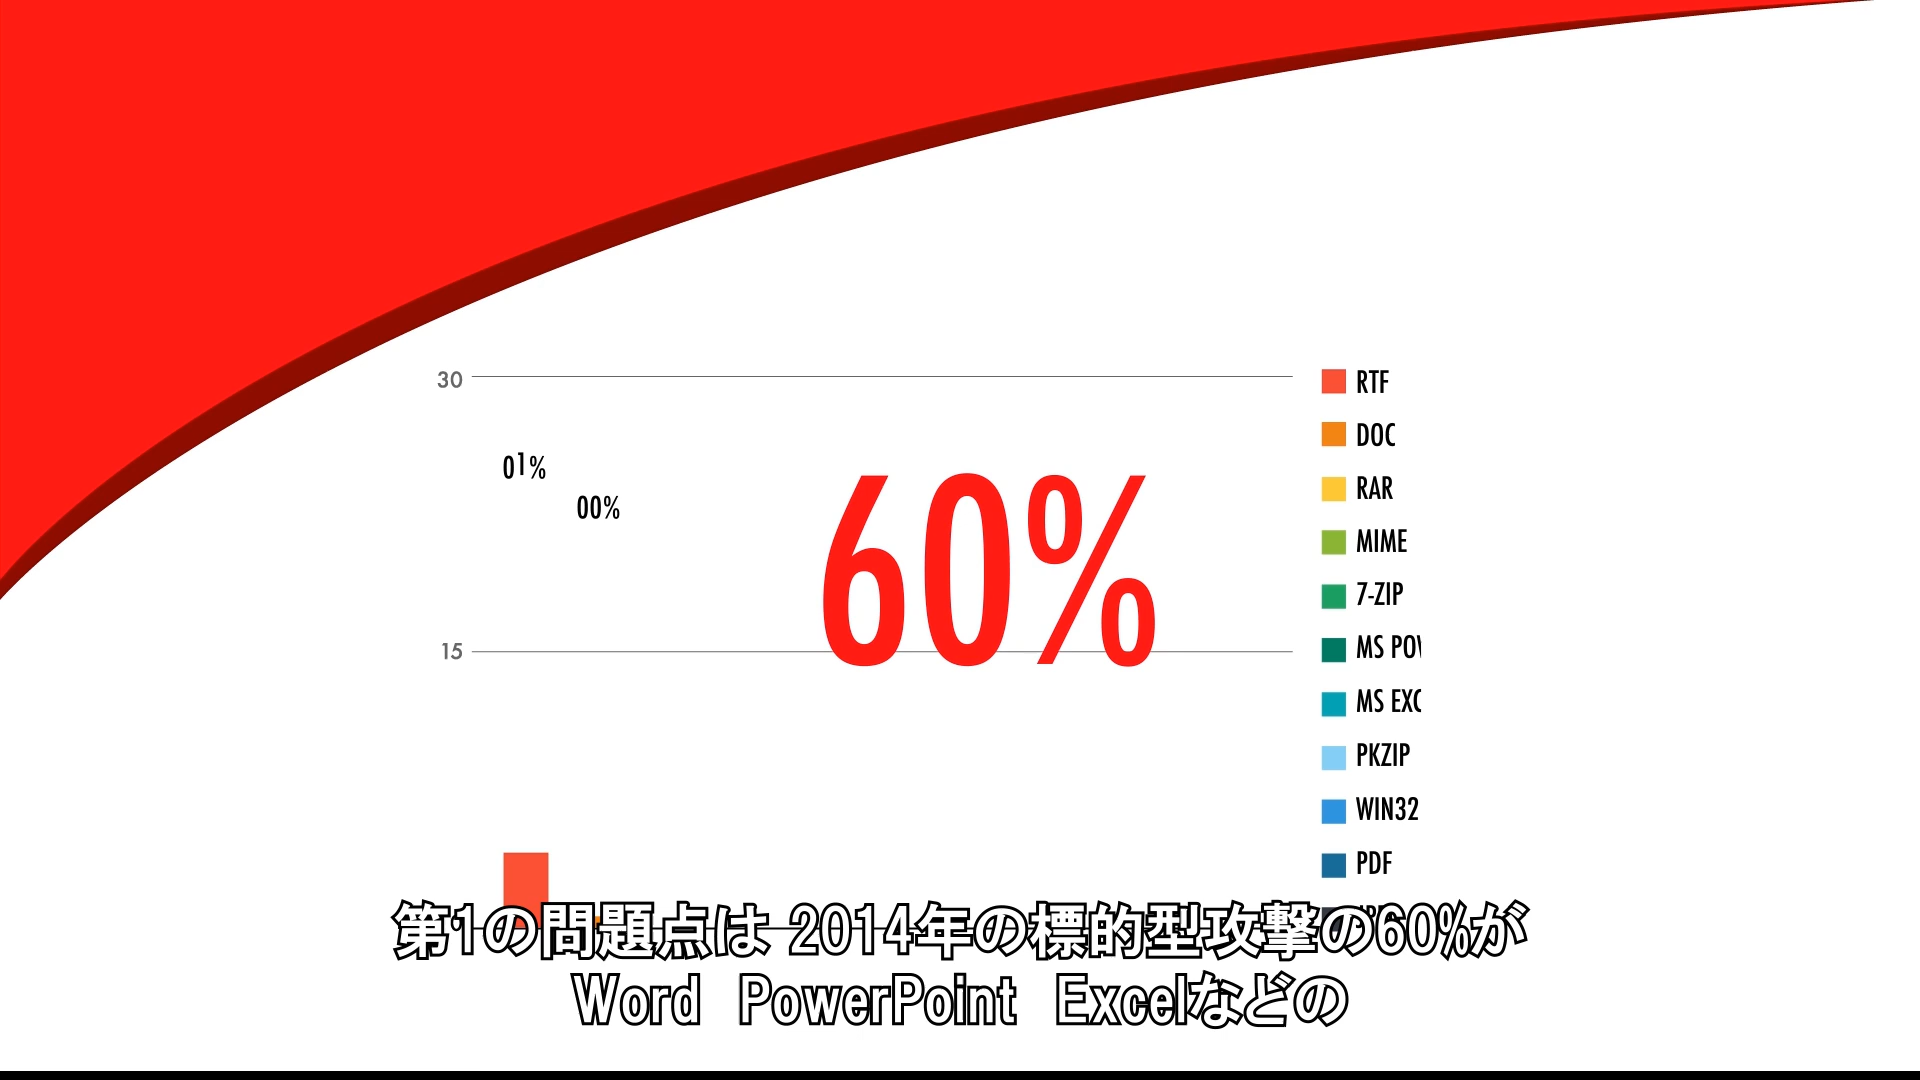 30
01%
00%
60%
15
RTF
DOC
RAR
MIME
7-ZIP
MS
MS
PKZIP
WIN32
PDF
第1の問題点は 2014年の標的型攻撃の60%が
Word PowerPoint Excelなどの